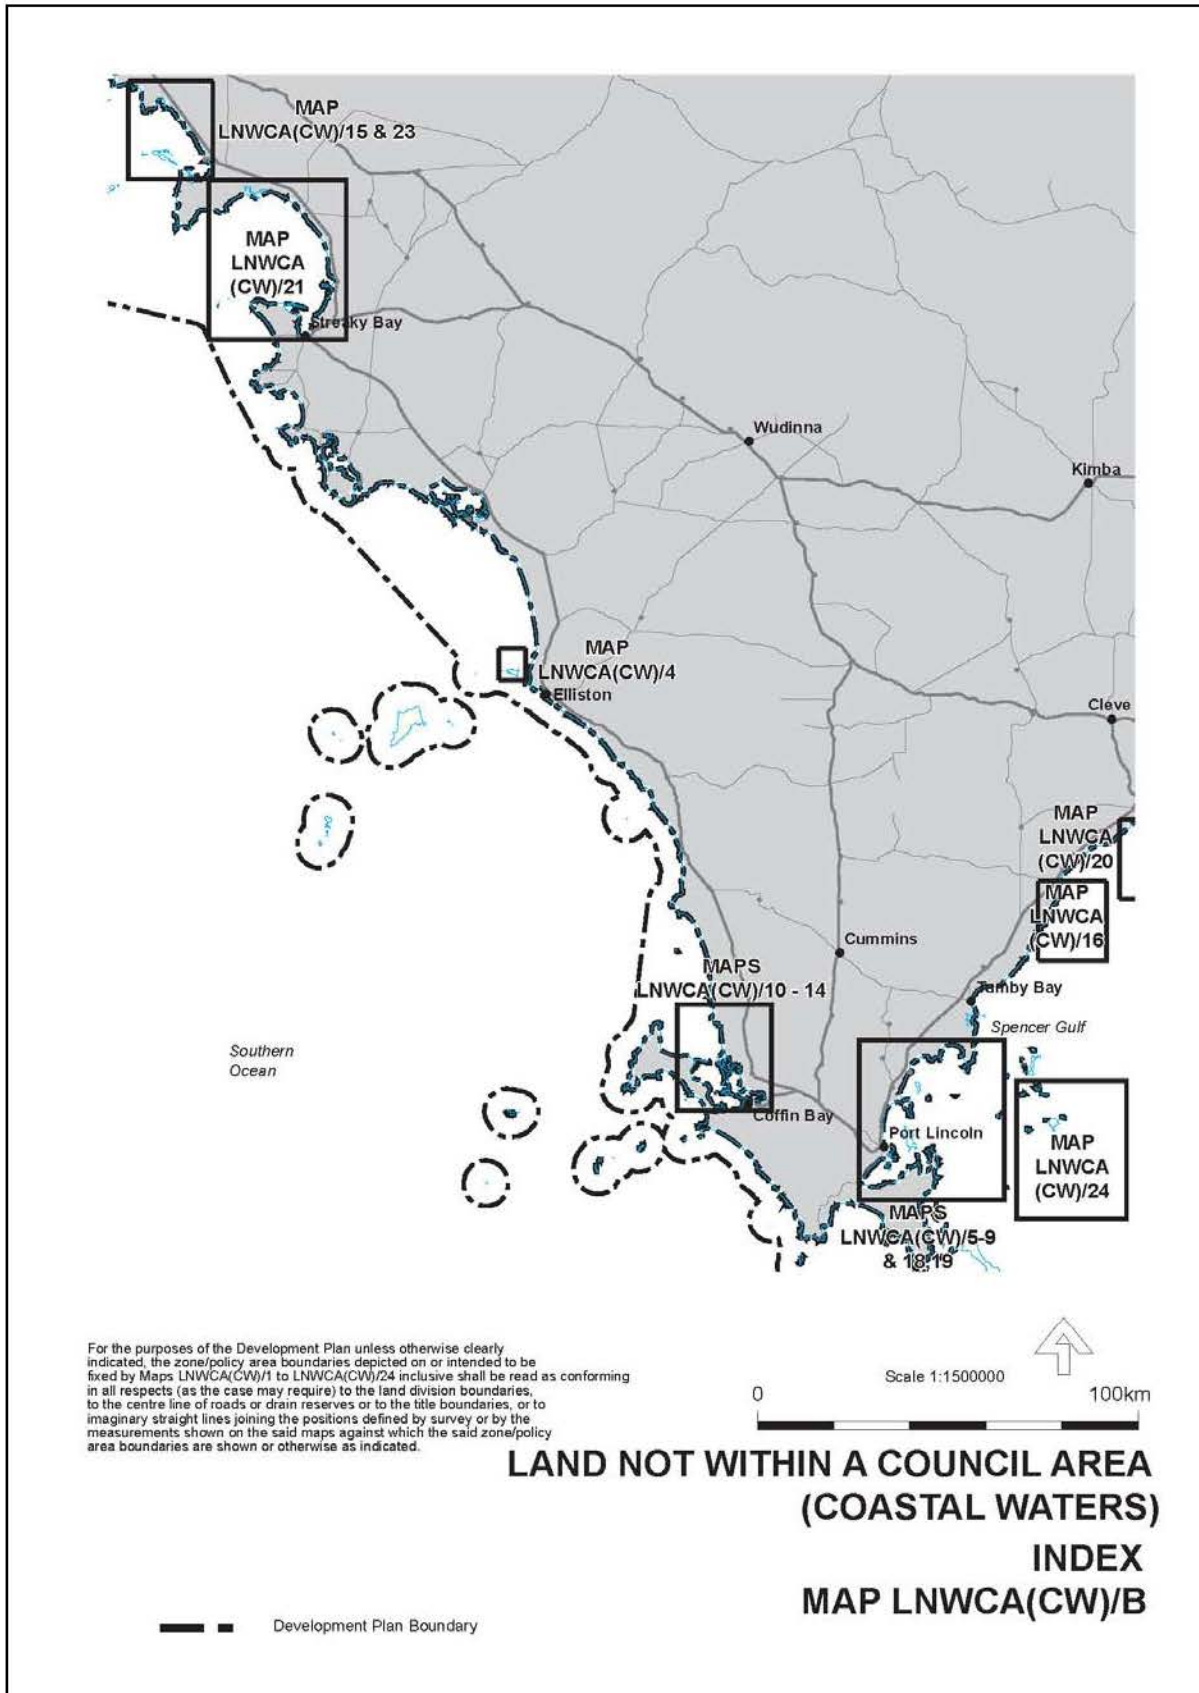 MAP
LNWCA(CW)/15 & 23
MAP
LNWCA
(CW)/21
Streaky Bay
Wudinna
Kimba
MAP
LNWCA(CW)/4
Elliston
Cleve
MAP
LNWCA
(CW)/20
MAP
LNWCA
(CW)/16
Cummins
MAPS
LNWCA(CW)/10 - 14
Tumby Bay
Spencer Gulf
Southern
Ocean
Coffin Bay
Port Lincoln
MAP
LNWCA
(CW)/24
MAPS
LNWCA(CW)/5-9
& 18,19
For the purposes of the Development Plan unless otherwise clearly
indicated, the zone/policy area boundaries depicted on or intended to be
fixed by Maps LNWCA(CW)/1 to LNWCA(CW)/24 inclusive shall be read as conforming
in all respects (as the case may require) to the land division boundaries,
to the centre line of roads or drain reserves or to the title boundaries, or to
imaginary straight lines joining the positions defined by survey or by the
measurements shown on the said maps against which the said zone/policy
area boundaries are shown or otherwise as indicated.
Scale 1:1500000
0 100km
LAND NOT WITHIN A COUNCIL AREA
(COASTAL WATERS)
INDEX
MAP LNWCA(CW)/B
Development Plan Boundary